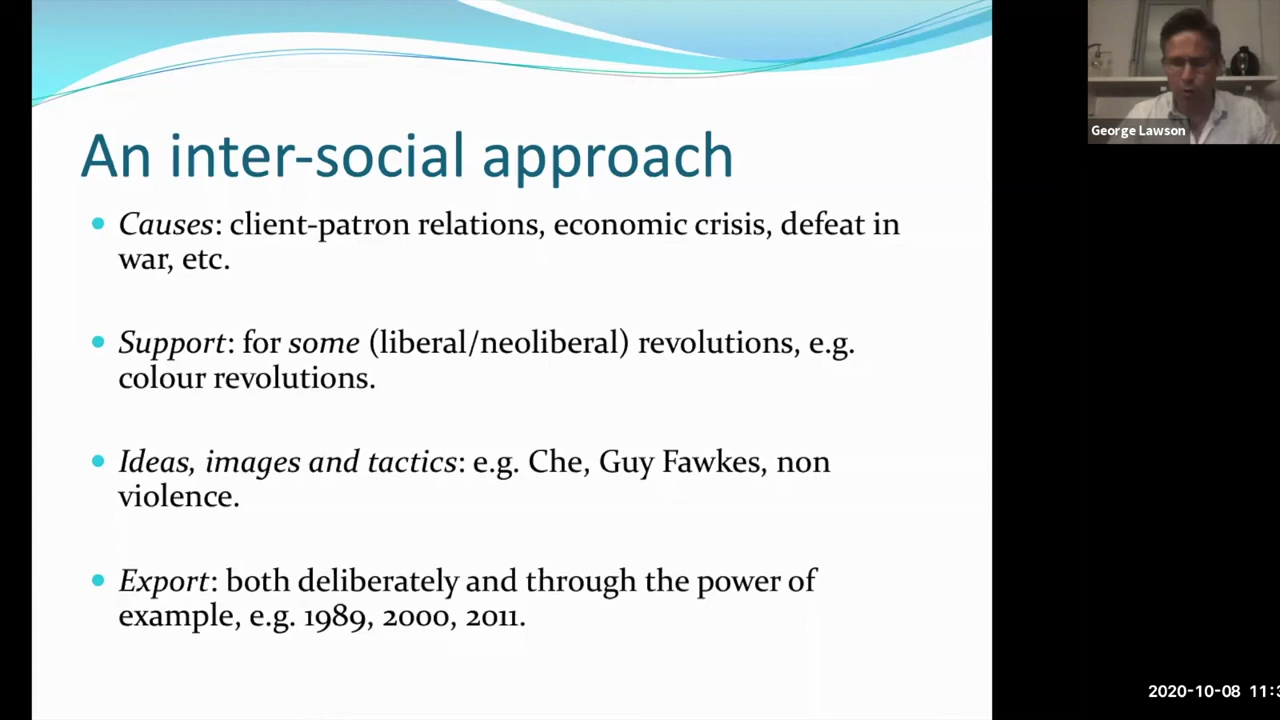 An inter-social approach
Causes: client-patron relations, economic crisis, defeat in
war, etc.
Support: for some (liberal/neoliberal) revolutions, e.g.
colour revolutions.
Ideas, images and tactics: e.g. Che, Guy Fawkes, non
violence.
Export: both deliberately and through the power of
example, e.g. 1989, 2000, 2011.
George Lawson
2020-10-08 11:3